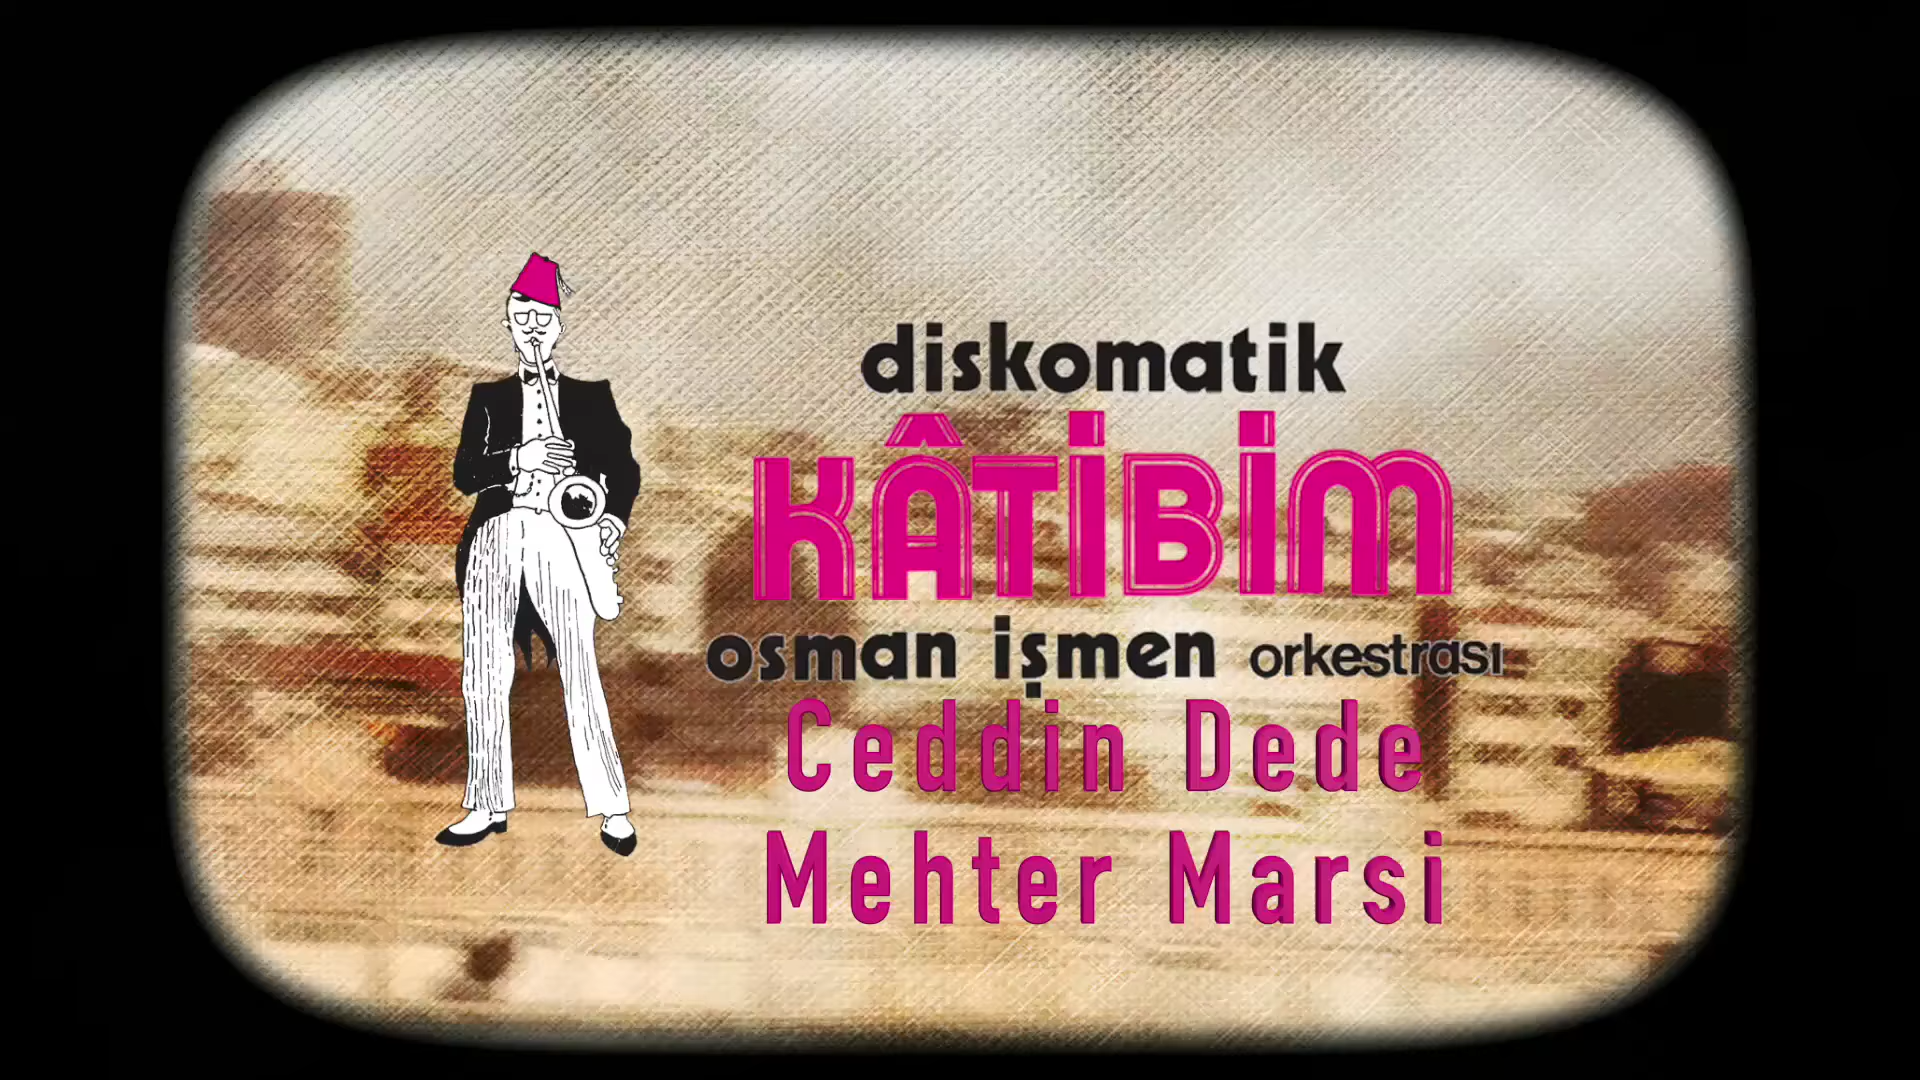 diskomatik
KÂTİBİM
osman işmen orkestrası
Ceddin Dede
Mehter Marsi